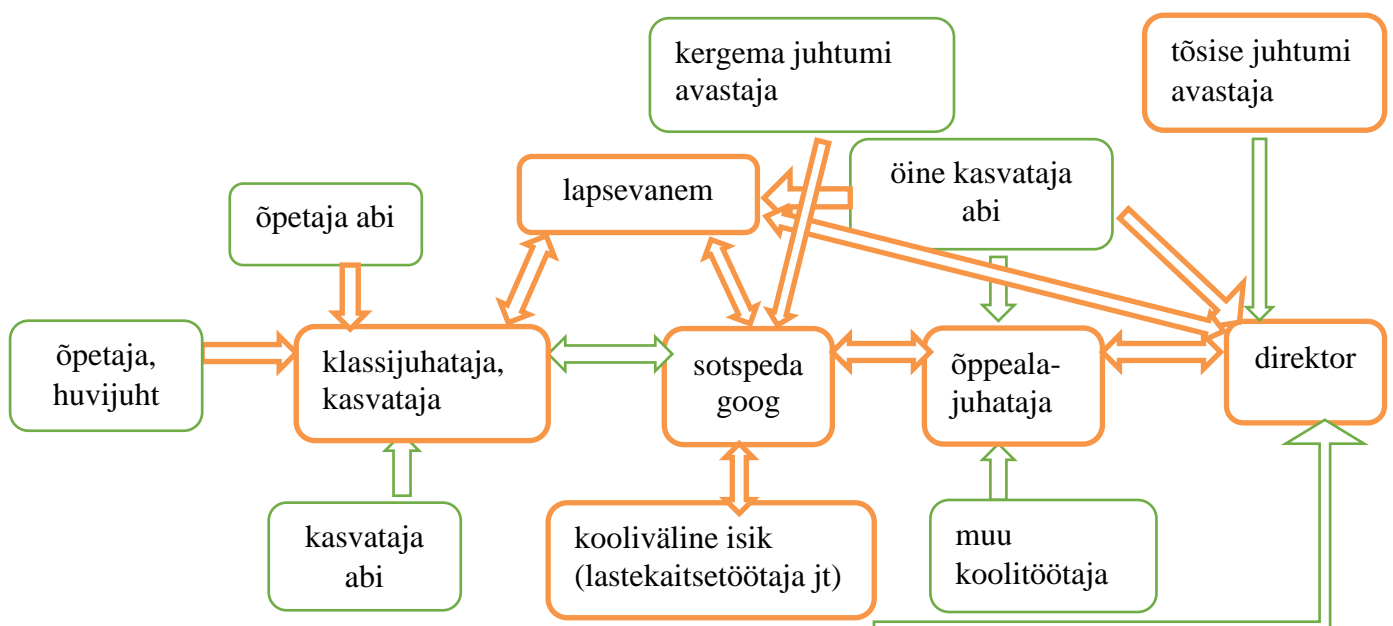 kergema juhtumi
avastaja
tõsise juhtumi
avastaja
lapsevanem
öine kasvataja
abi
õpetaja abi
õpetaja,
huvijuht
klassijuhataja,
kasvataja
sotspeda
goog
õppeala-
juhataja
direktor
kasvataja
abi
kooliväline isik
(lastekaitsetöötaja jt)
muu
koolitöötaja